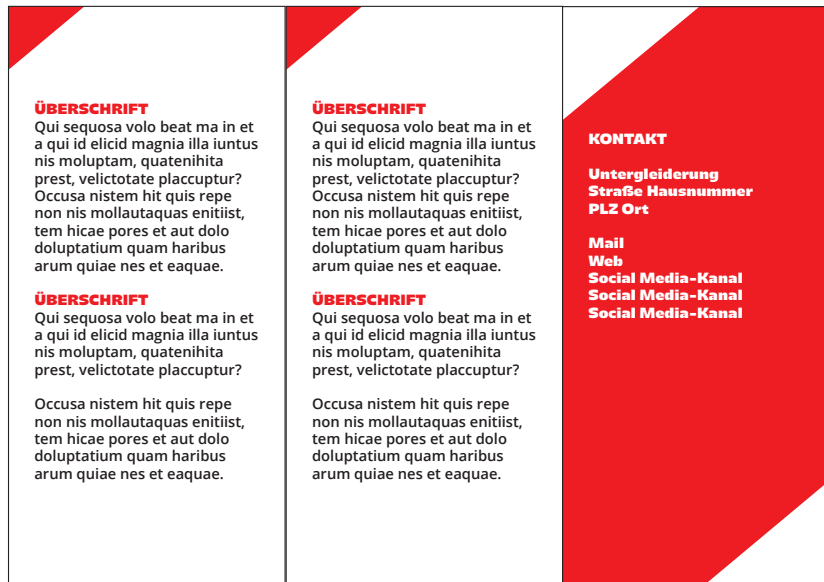 ÜBERSCHRIFT
Qui sequosa volo beat ma in et
a qui id elicid magnia illa iuntus
nis moluptam, quatenihita
prest, velictotate placcuptur?
Occusa nistem hit quis repe
non nis mollautaquas enitiist,
tem hicae pores et aut dolo
doluptatium quam haribus
arum quiae nes et eaquae.
ÜBERSCHRIFT
Qui sequosa volo beat ma in et
a qui id elicid magnia illa iuntus
nis moluptam, quatenihita
prest, velictotate placcuptur?
Occusa nistem hit quis repe
non nis mollautaquas enitiist,
tem hicae pores et aut dolo
doluptatium quam haribus
arum quiae nes et eaquae.
ÜBERSCHRIFT
Qui sequosa volo beat ma in et
a qui id elicid magnia illa iuntus
nis moluptam, quatenihita
prest, velictotate placcuptur?
Occusa nistem hit quis repe
non nis mollautaquas enitiist,
tem hicae pores et aut dolo
doluptatium quam haribus
arum quiae nes et eaquae.
ÜBERSCHRIFT
Qui sequosa volo beat ma in et
a qui id elicid magnia illa iuntus
nis moluptam, quatenihita
prest, velictotate placcuptur?
Occusa nistem hit quis repe
non nis mollautaquas enitiist,
tem hicae pores et aut dolo
doluptatium quam haribus
arum quiae nes et eaquae.
KONTAKT
Untergleiderung
Straße Hausnummer
PLZ Ort
Mail
Web
Social Media-Kanal
Social Media-Kanal
Social Media-Kanal